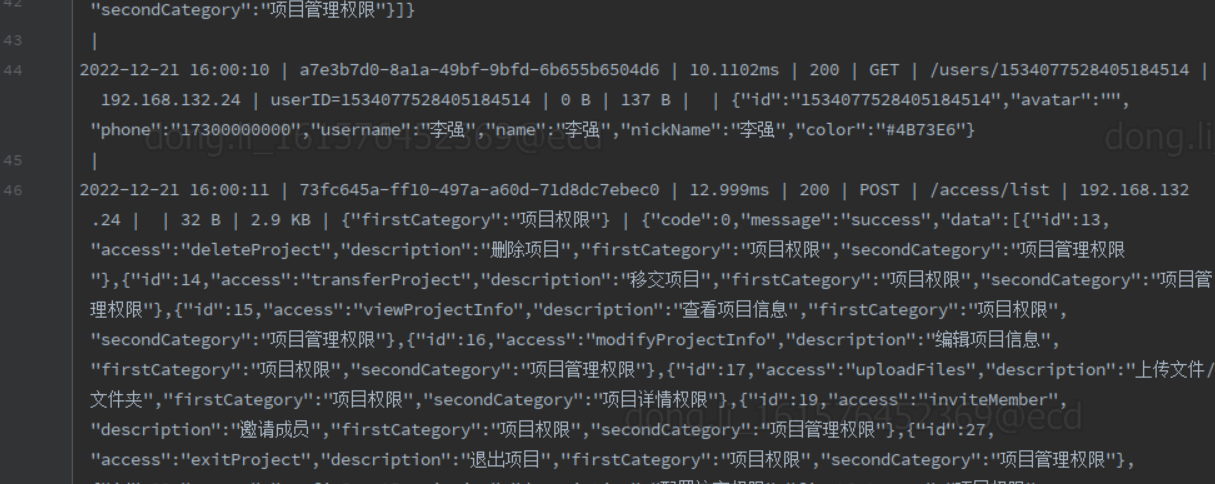 42 "secondCategory":"项目管理权限"}]}
43 |
44 2022-12-21 16:00:10 | a7e3b7d0-8a1a-49bf-9bfd-6b655b6504d6 | 10.1102ms | 200 | GET | /users/1534077528405184514 |
192.168.132.24 | userID=1534077528405184514 | 0 B | 137 B |  | {"id":"1534077528405184514","avatar":"",
"phone":"17300000000","username":"李强","name":"李强","nickName":"李强","color":"#4B73E6"}
dong.li_161576452369@ecd dong.li
45 |
46 2022-12-21 16:00:11 | 73fc645a-ff10-497a-a60d-71d8dc7ebec0 | 12.999ms | 200 | POST | /access/list | 192.168.132
.24 |  | 32 B | 2.9 KB | {"firstCategory":"项目权限"} | {"code":0,"message":"success","data":[{"id":13,
"access":"deleteProject","description":"删除项目","firstCategory":"项目权限","secondCategory":"项目管理权限
"},{"id":14,"access":"transferProject","description":"移交项目","firstCategory":"项目权限","secondCategory":"项目管
理权限"},{"id":15,"access":"viewProjectInfo","description":"查看项目信息","firstCategory":"项目权限",
"secondCategory":"项目管理权限"},{"id":16,"access":"modifyProjectInfo","description":"编辑项目信息",
"firstCategory":"项目权限","secondCategory":"项目管理权限"},{"id":17,"access":"uploadFiles","description":"上传文件/
文件夹","firstCategory":"项目权限","secondCategory":"项目详情权限"},{"id":19,"access":"inviteMember",
dong.li_161576452369@ecd
"description":"邀请成员","firstCategory":"项目权限","secondCategory":"项目管理权限"},{"id":27,
"access":"exitProject","description":"退出项目","firstCategory":"项目权限","secondCategory":"项目管理权限"},